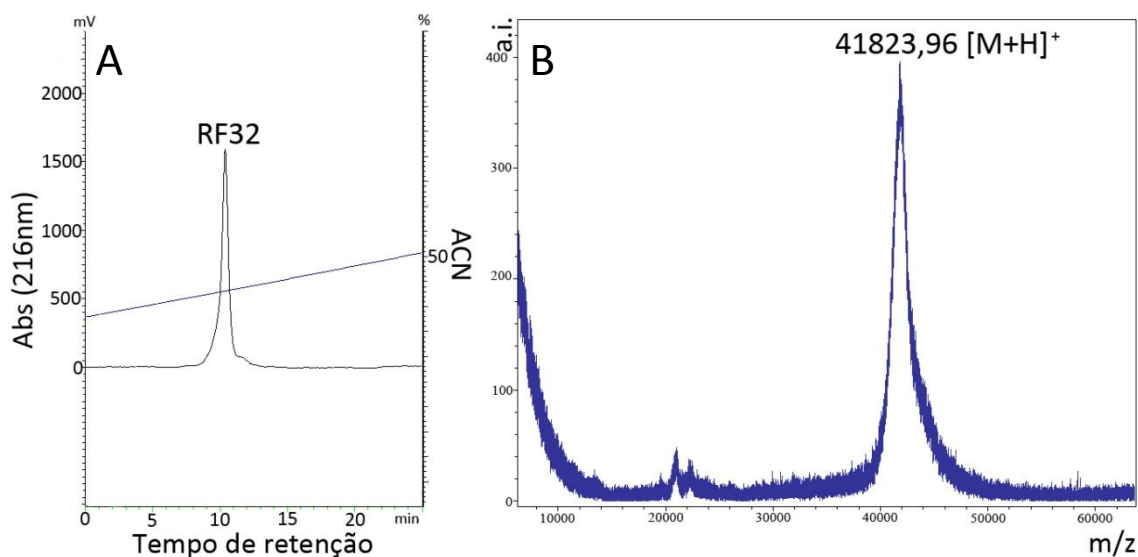 mV
%
A
2000
1500
1000
500
0
Abs (216nm)
RF32
50
ACN
0
5
10
15
20
min
Tempo de retenção
a.i.
B
41823,96 [M+H]+
400
300
200
100
0
10000
20000
30000
40000
50000
60000
m/z